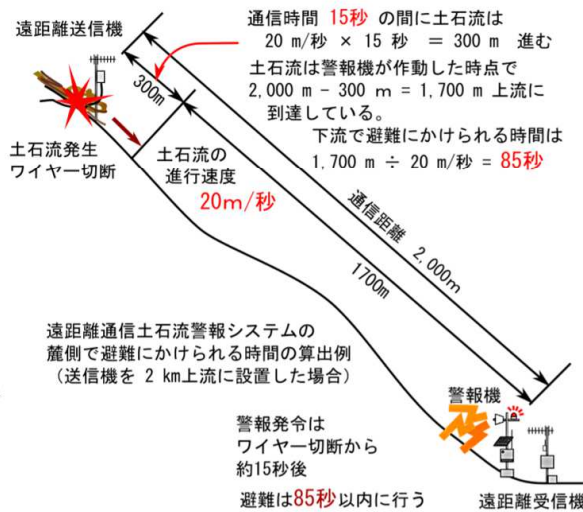 遠距離送信機
通信時間 15秒 の間に土石流は
20 m/秒 × 15 秒 = 300 m 進む
土石流は警報機が作動した時点で
2,000 m − 300 m = 1,700 m 上流に
到達している。
下流で避難にかけられる時間は
1,700 m ÷ 20 m/秒 = 85秒
300m
土石流発生
ワイヤー切断
土石流の
進行速度
20m/秒
通信距離 2,000m
1700m
遠距離通信土石流警報システムの
麓側で避難にかけられる時間の算出例
(送信機を 2 km上流に設置した場合)
警報機
警報発令は
ワイヤー切断から
約15秒後
避難は85秒以内に行う
遠距離受信機